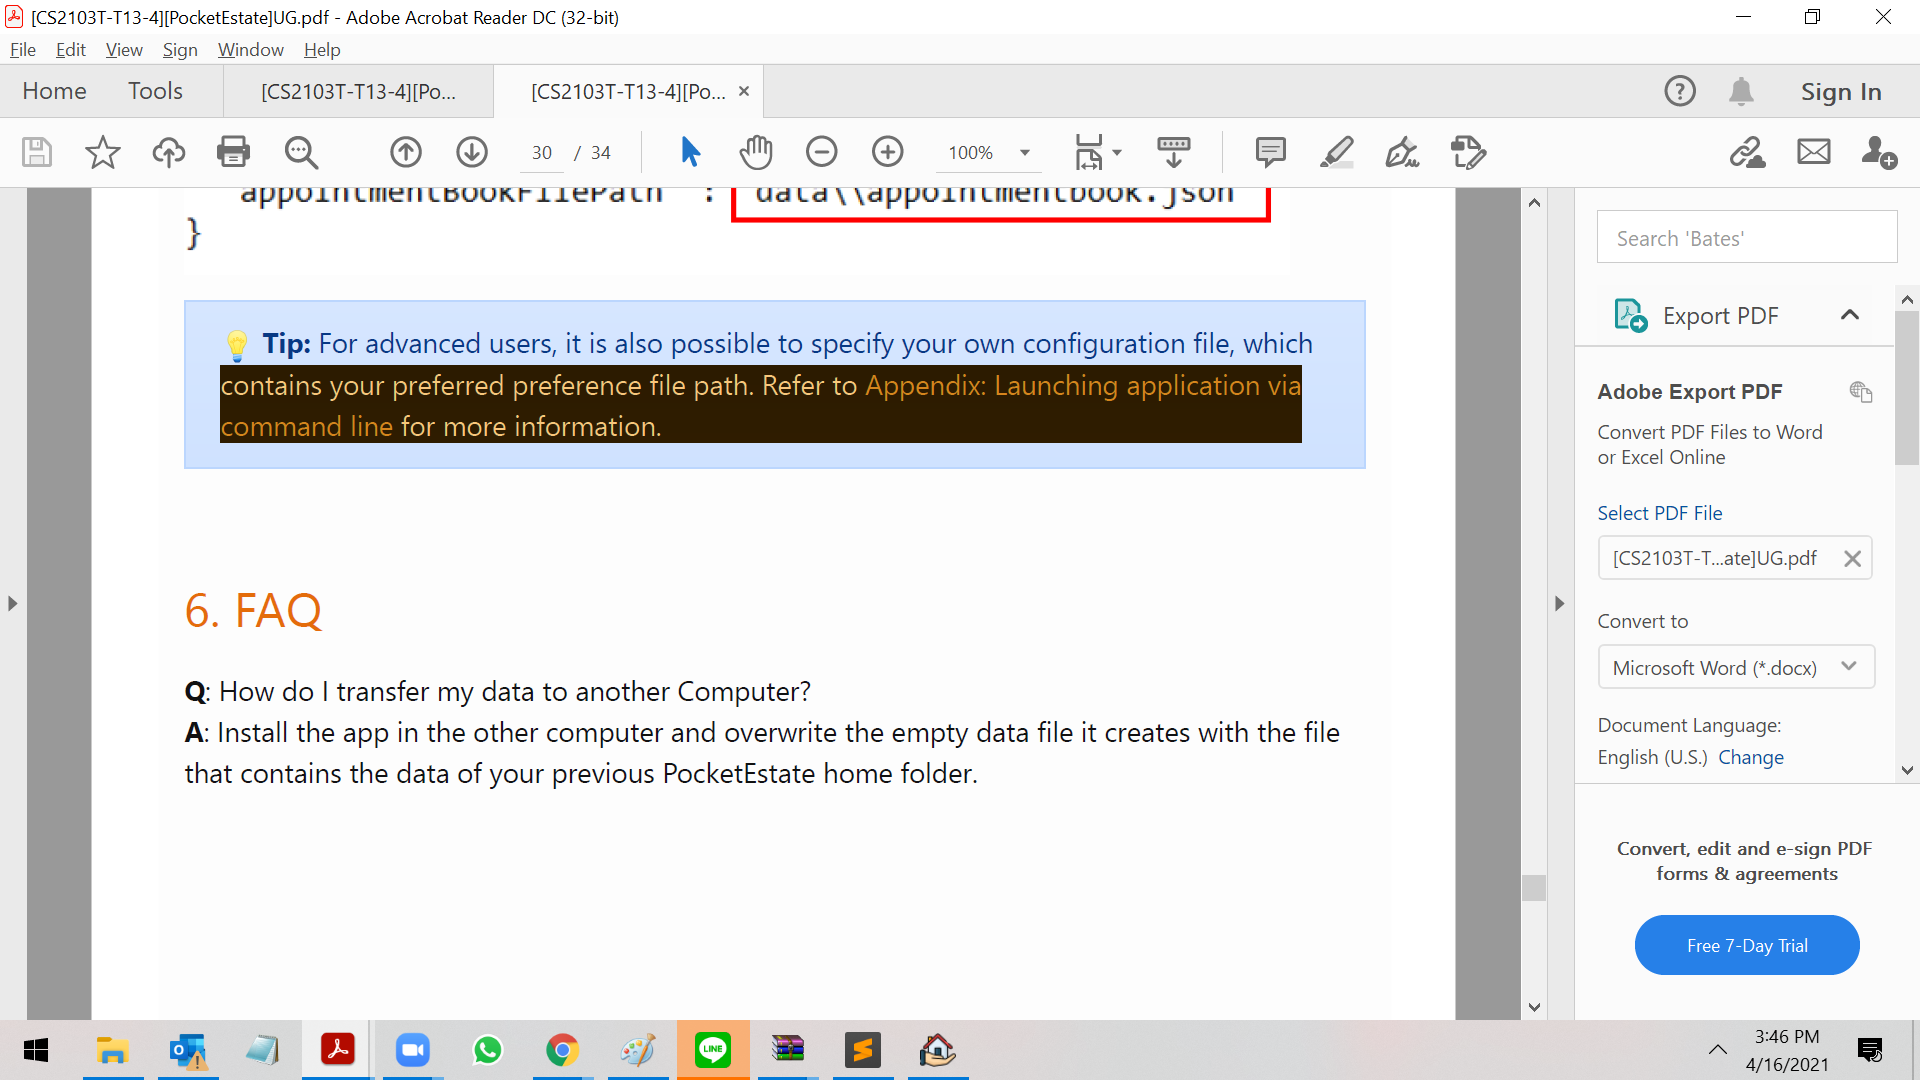 [CS2103T-T13-4][PocketEstate]UG.pdf - Adobe Acrobat Reader DC (32-bit)
File Edit View Sign Window Help
Home Tools [CS2103T-T13-4][Po... [CS2103T-T13-4][Po... ×
Sign In
30 / 34 100%
appointmentBookFilePath : data\\appointmentbook.json
}
Tip: For advanced users, it is also possible to specify your own configuration file, which
contains your preferred preference file path. Refer to Appendix: Launching application via
command line for more information.
6. FAQ
Q: How do I transfer my data to another Computer?
A: Install the app in the other computer and overwrite the empty data file it creates with the file
that contains the data of your previous PocketEstate home folder.
Search 'Bates'
Export PDF
Adobe Export PDF
Convert PDF Files to Word
or Excel Online
Select PDF File
[CS2103T-T...ate]UG.pdf
Convert to
Microsoft Word (*.docx)
Document Language:
English (U.S.) Change
Convert, edit and e-sign PDF
forms & agreements
Free 7-Day Trial
LINE
3:46 PM
4/16/2021